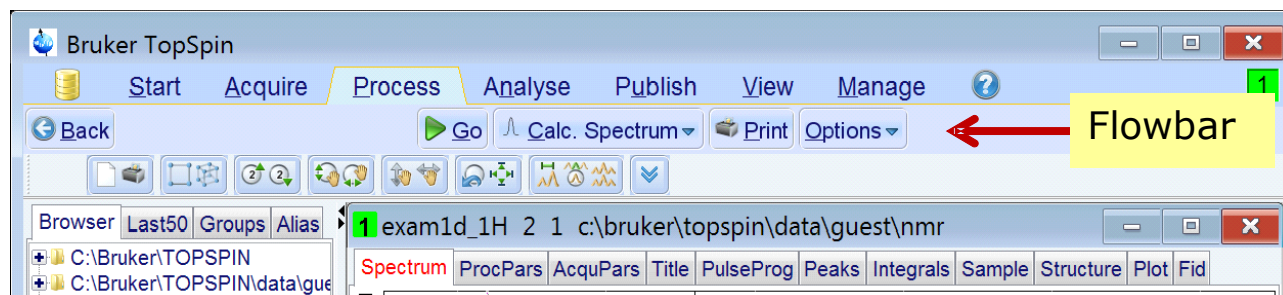 Bruker TopSpin
Start Acquire Process Analyse Publish View Manage ? 1
Back Go Calc. Spectrum Print Options Flowbar
2 2
Browser Last50 Groups Alias
1 exam1d_1H 2 1 c:\bruker\topspin\data\guest\nmr
C:\Bruker\TOPSPIN
C:\Bruker\TOPSPIN\data\gue
Spectrum ProcPars AcquPars Title PulseProg Peaks Integrals Sample Structure Plot Fid